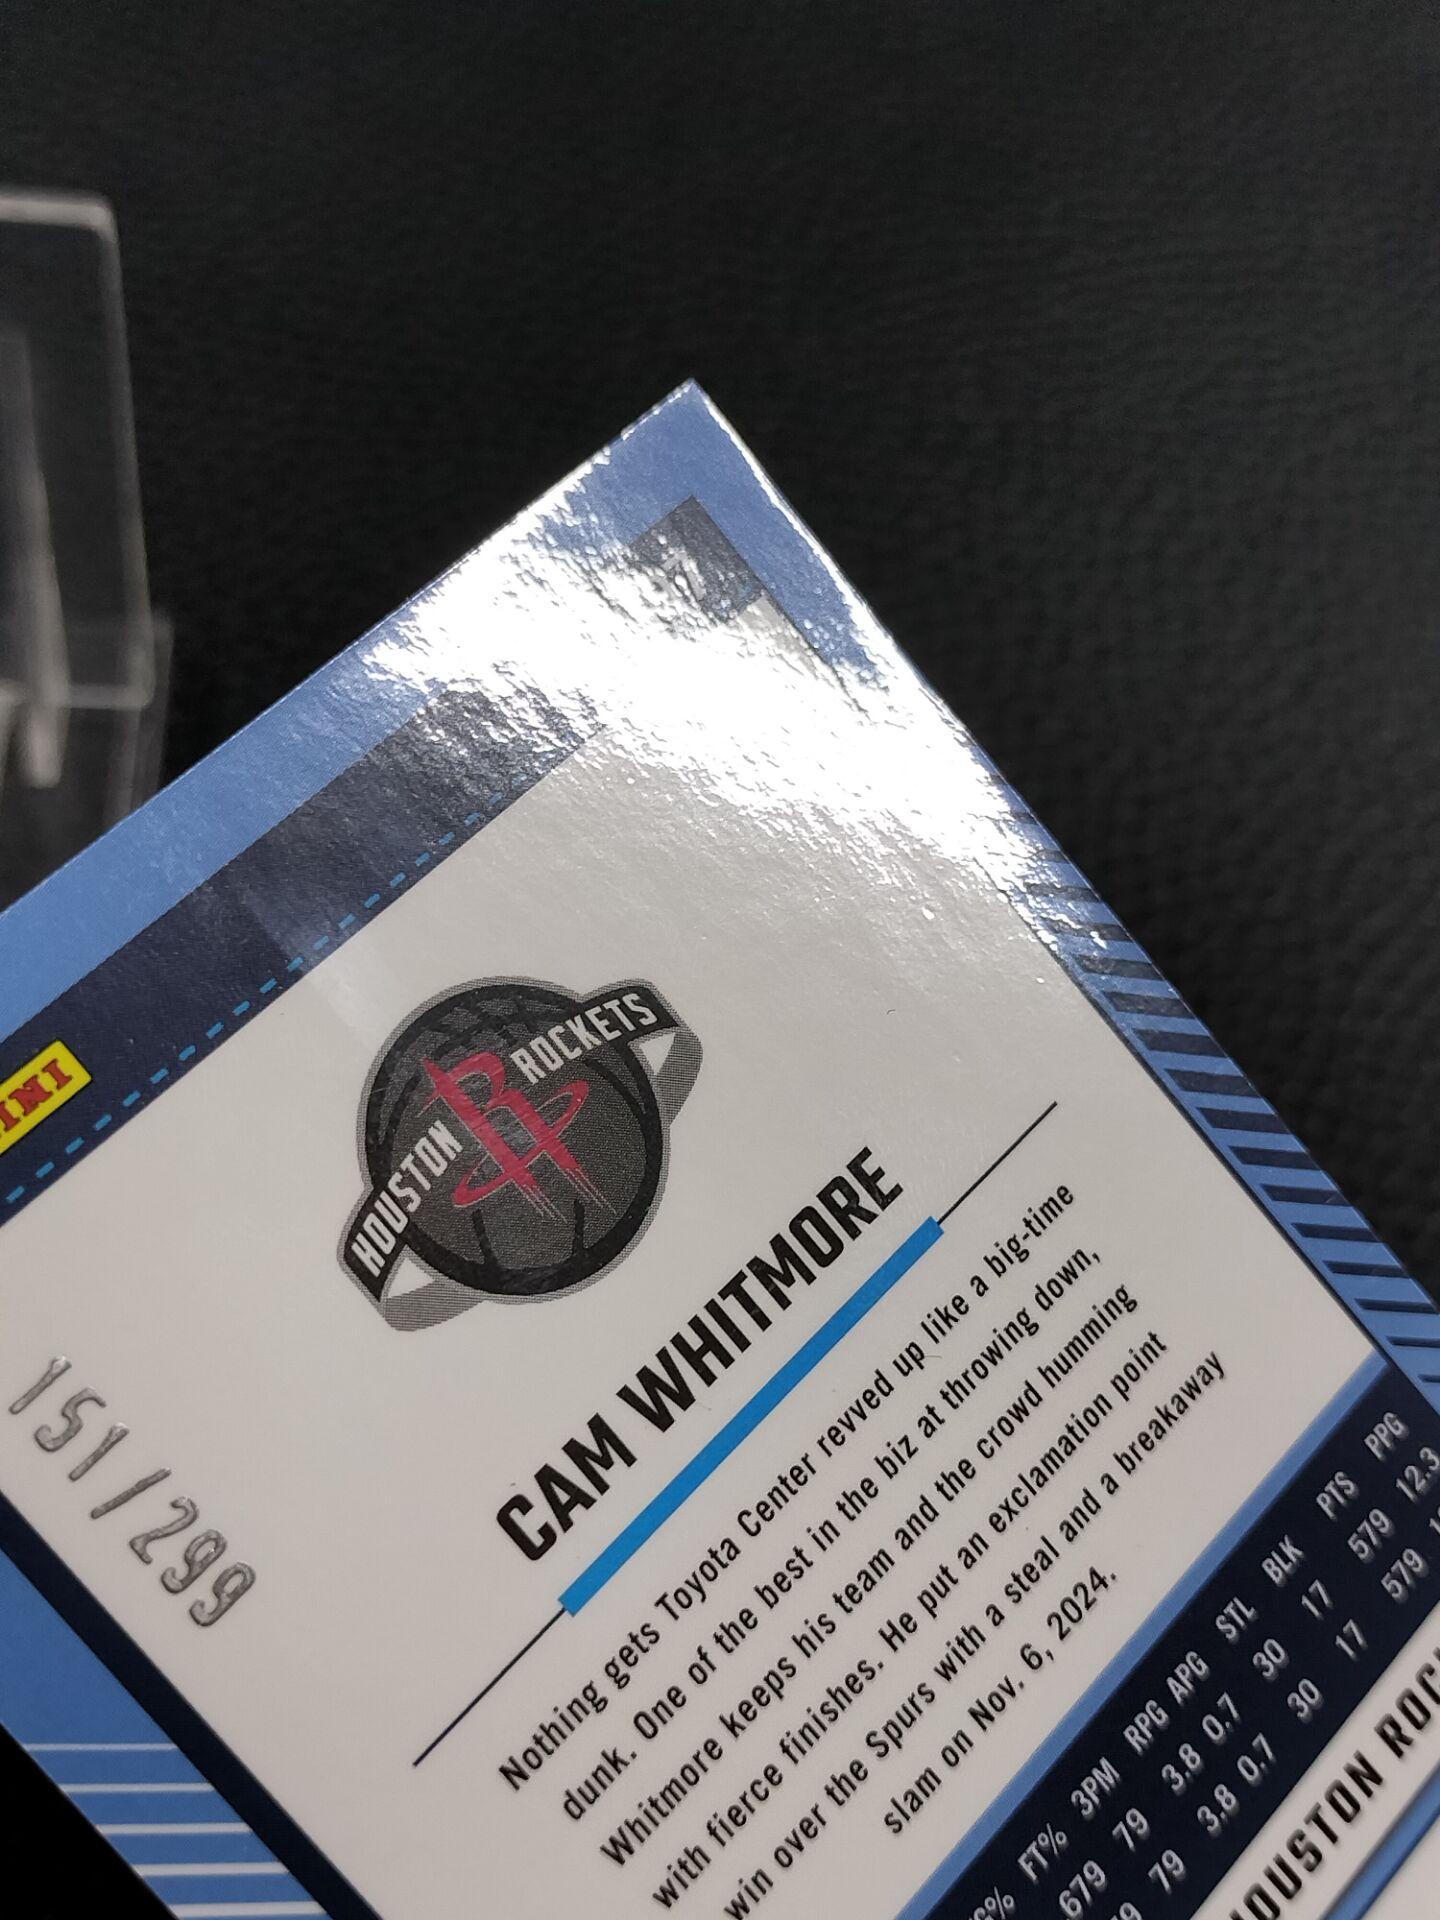 HOUSTON ROCKETS
CAM WHITMORE
Nothing gets Toyota Center revved up like a big-time
dunk. One of the best in the biz at throwing down,
Whitmore keeps his team and the crowd humming
with fierce finishes. He put an exclamation point
win over the Spurs with a steal and a breakaway
slam on Nov. 6, 2024.
151/299
FT% 3PM RPG APG STL BLK PTS PPG
.679 79 3.8 0.7 30 17 579 12.3
79 3.8 0.7 30 17 579
HOUSTON